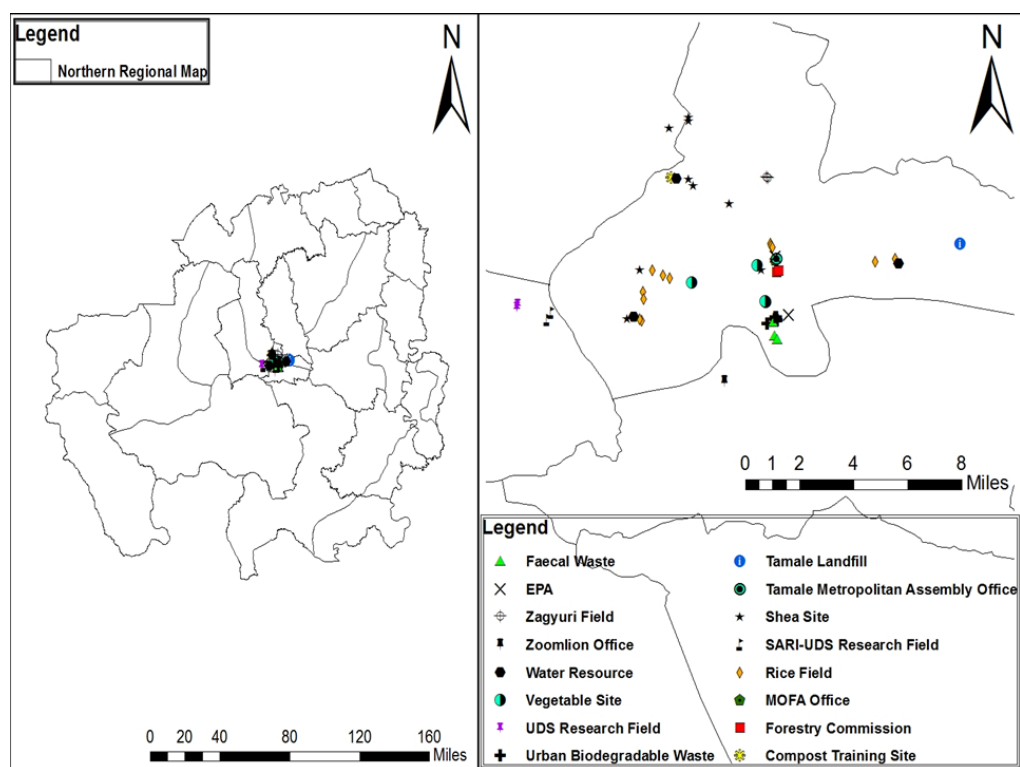 Legend
Northern Regional Map
N
0 20 40 80 120 160
Miles
N
0 1 2 4 6 8
Miles
Legend
Faecal Waste
EPA
Zagyuri Field
Zoomlion Office
Water Resource
Vegetable Site
UDS Research Field
Urban Biodegradable Waste
Tamale Landfill
Tamale Metropolitan Assembly Office
Shea Site
SARI-UDS Research Field
Rice Field
MOFA Office
Forestry Commission
Compost Training Site